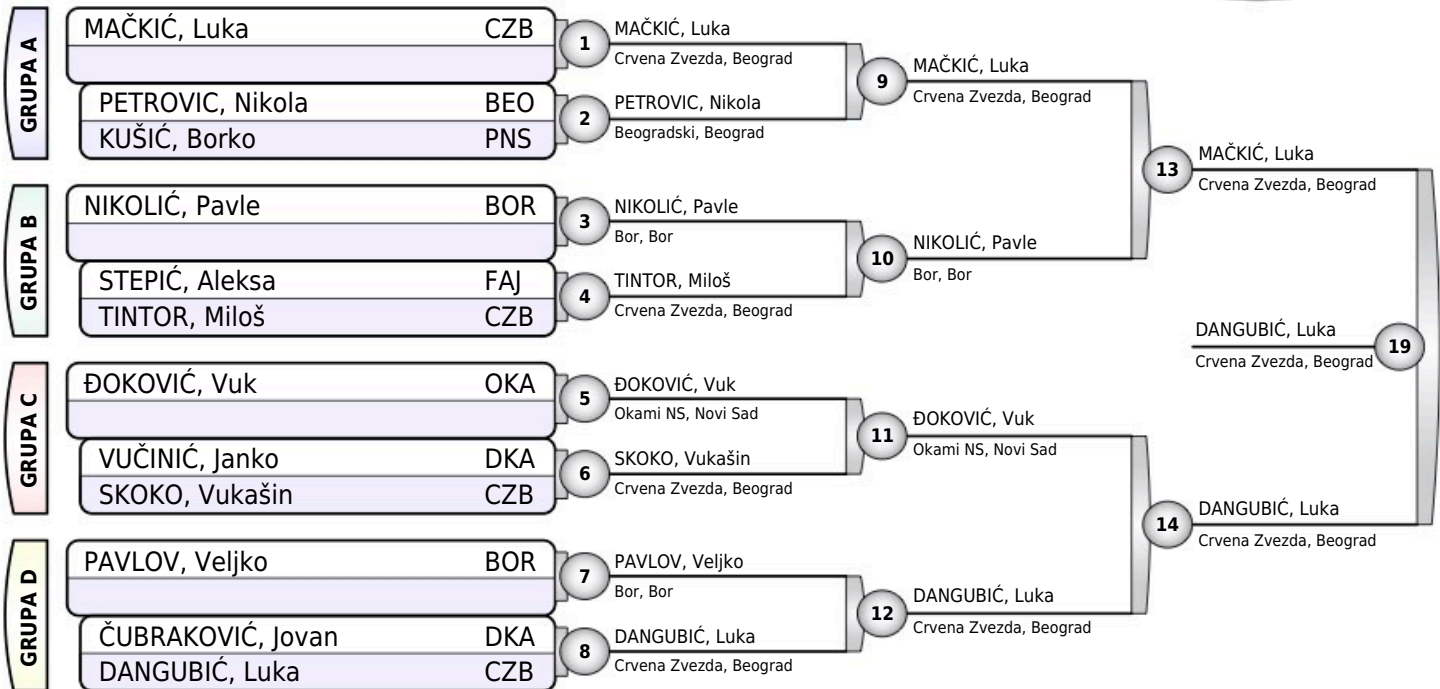 GRUPA A
MAČKIĆ, Luka CZB
PETROVIC, Nikola BEO
KUŠIĆ, Borko PNS
GRUPA B
NIKOLIĆ, Pavle BOR
STEPIĆ, Aleksa FAJ
TINTOR, Miloš CZB
GRUPA C
ĐOKOVIĆ, Vuk OKA
VUČINIĆ, Janko DKA
SKOKO, Vukašin CZB
GRUPA D
PAVLOV, Veljko BOR
ČUBRAKOVIĆ, Jovan DKA
DANGUBIĆ, Luka CZB
1
MAČKIĆ, Luka
Crvena Zvezda, Beograd
2
PETROVIC, Nikola
Beogradski, Beograd
3
NIKOLIĆ, Pavle
Bor, Bor
4
TINTOR, Miloš
Crvena Zvezda, Beograd
5
ĐOKOVIĆ, Vuk
Okami NS, Novi Sad
6
SKOKO, Vukašin
Crvena Zvezda, Beograd
7
PAVLOV, Veljko
Bor, Bor
8
DANGUBIĆ, Luka
Crvena Zvezda, Beograd
9
MAČKIĆ, Luka
Crvena Zvezda, Beograd
10
NIKOLIĆ, Pavle
Bor, Bor
11
ĐOKOVIĆ, Vuk
Okami NS, Novi Sad
12
DANGUBIĆ, Luka
Crvena Zvezda, Beograd
13
MAČKIĆ, Luka
Crvena Zvezda, Beograd
14
DANGUBIĆ, Luka
Crvena Zvezda, Beograd
DANGUBIĆ, Luka
Crvena Zvezda, Beograd
19